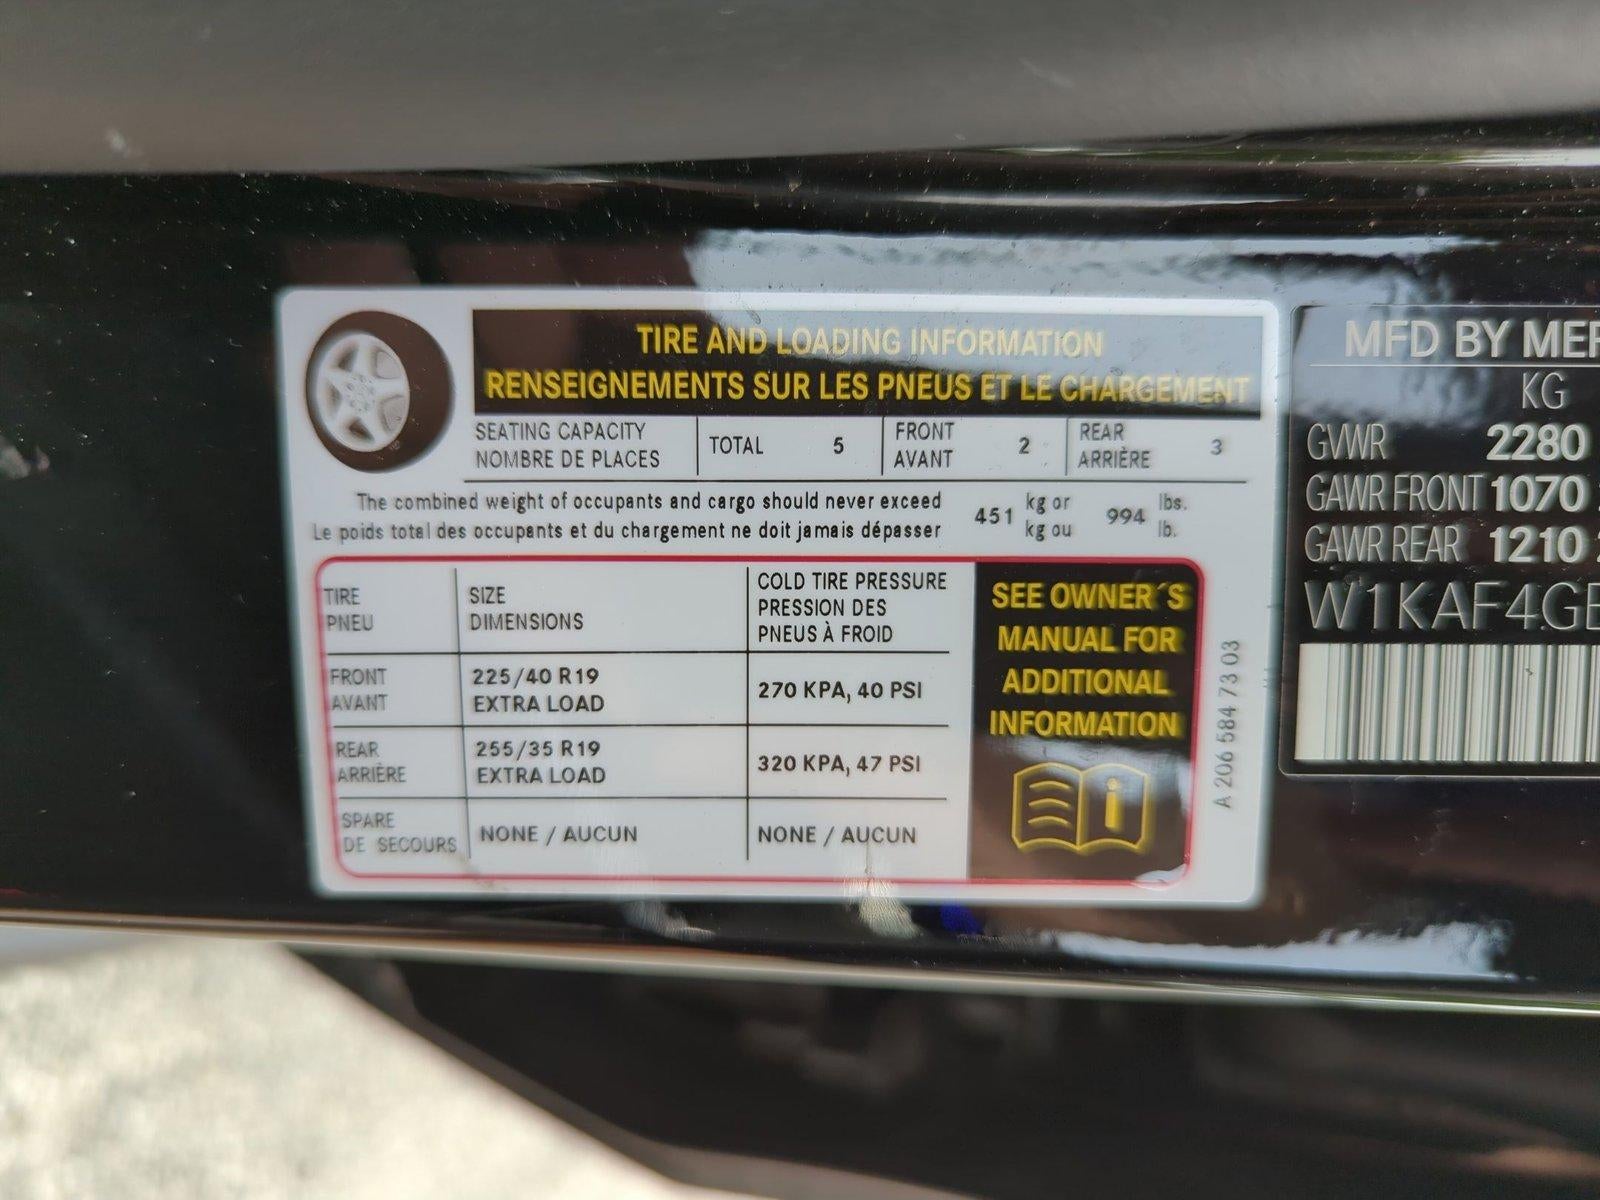 TIRE AND LOADING INFORMATION
RENSEIGNEMENTS SUR LES PNEUS ET LE CHARGEMENT
SEATING CAPACITY
NOMBRE DE PLACES
TOTAL 5
FRONT
AVANT
2
REAR
ARRIÈRE
3
The combined weight of occupants and cargo should never exceed
Le poids total des occupants et du chargement ne doit jamais dépasser
451
kg or
kg ou
994
lbs.
lb.
TIRE
PNEU
SIZE
DIMENSIONS
COLD TIRE PRESSURE
PRESSION DES
PNEUS À FROID
FRONT
AVANT
225/40 R19
EXTRA LOAD
270 KPA, 40 PSI
REAR
ARRIÈRE
255/35 R19
EXTRA LOAD
320 KPA, 47 PSI
SPARE
DE SECOURS
NONE / AUCUN
NONE / AUCUN
SEE OWNER´S
MANUAL FOR
ADDITIONAL
INFORMATION
A 206 584 73 03
MFD BY MER
KG
GVWR 2280
GAWR FRONT 1070
GAWR REAR 1210
W1KAF4GB